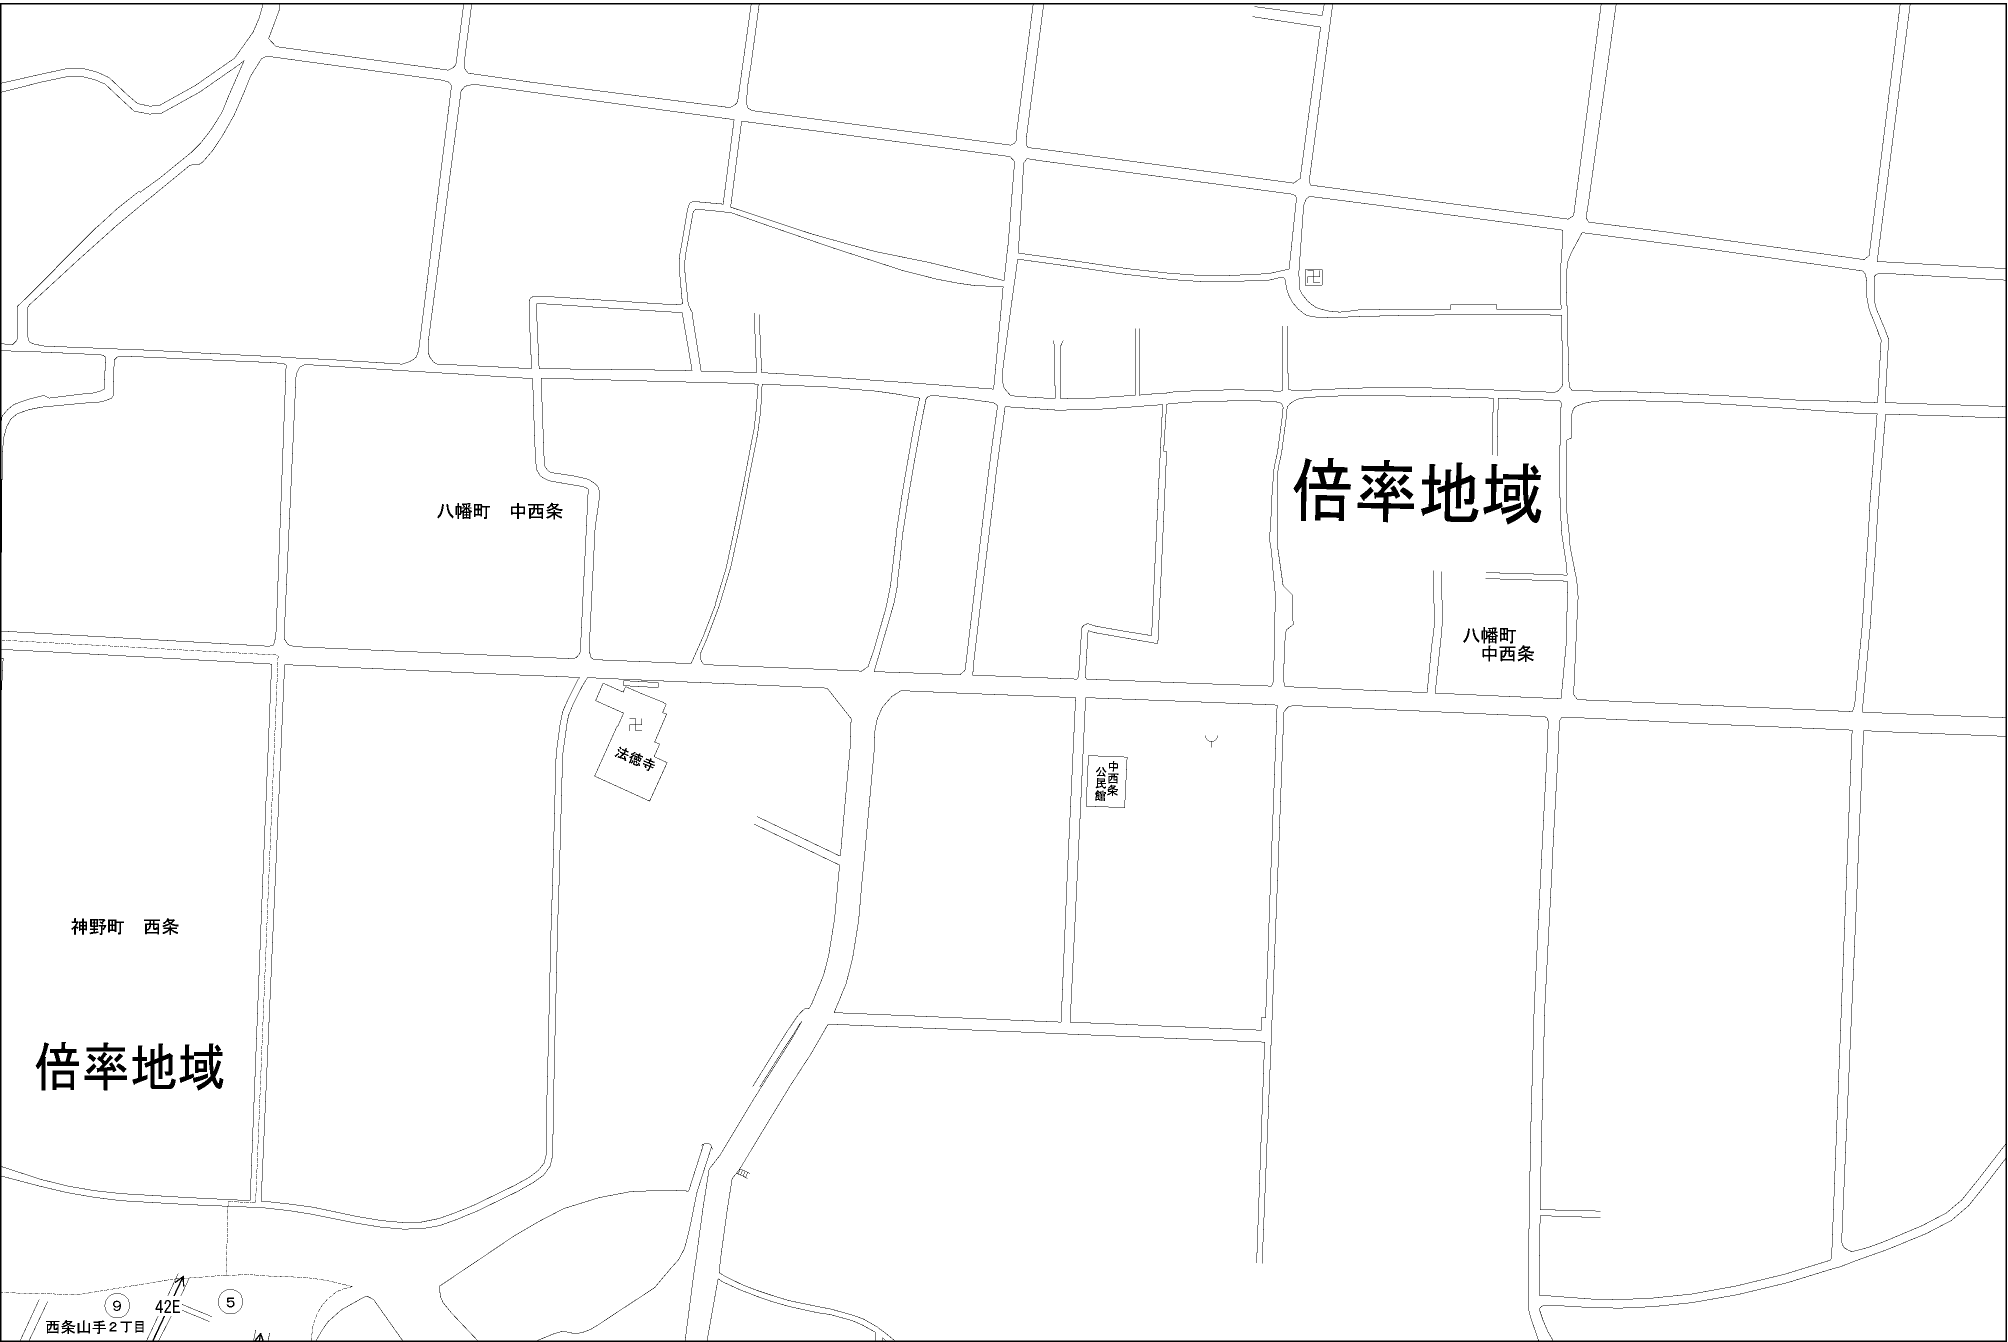 倍率地域
八幡町　中西条
八幡町
中西条
法徳寺
中西条
公民館
神野町　西条
倍率地域
9
42E
5
西条山手2丁目